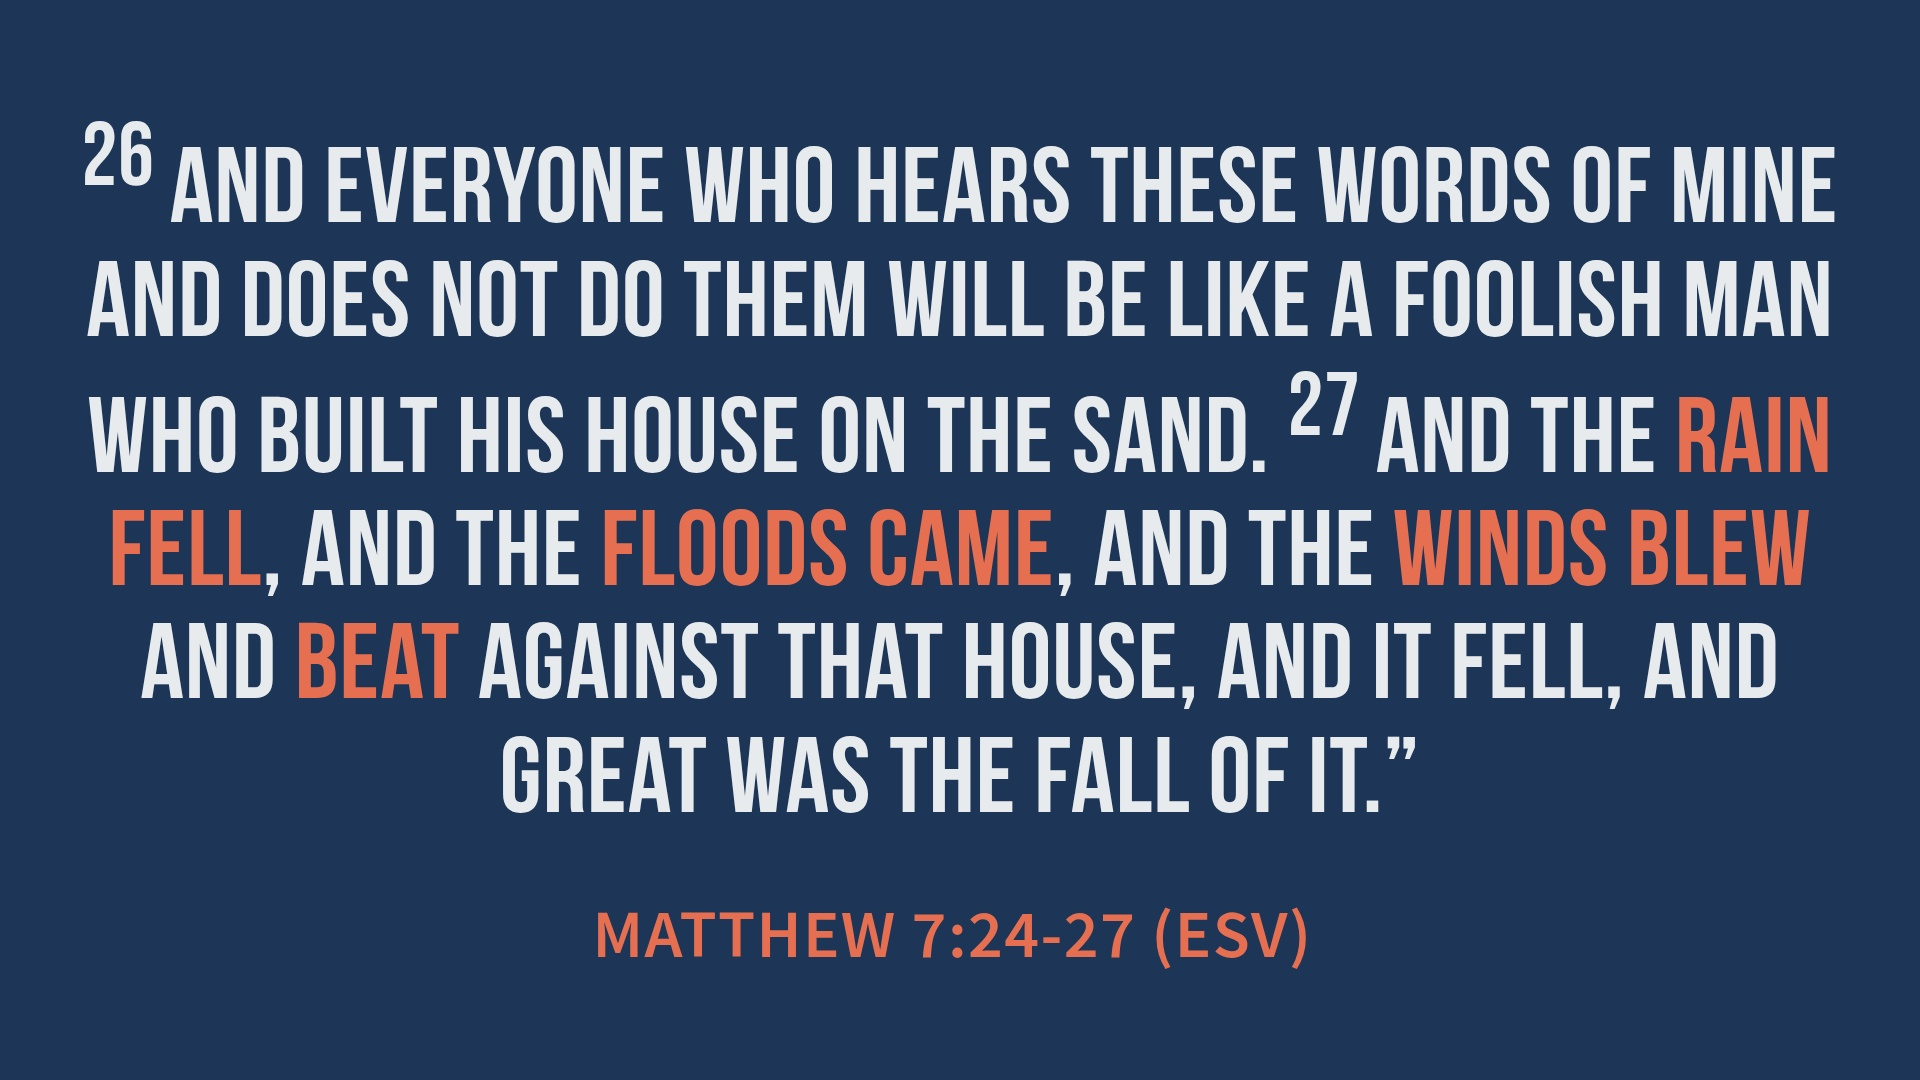 26 AND EVERYONE WHO HEARS THESE WORDS OF MINE
AND DOES NOT DO THEM WILL BE LIKE A FOOLISH MAN
WHO BUILT HIS HOUSE ON THE SAND. 27 AND THE RAIN
FELL, AND THE FLOODS CAME, AND THE WINDS BLEW
AND BEAT AGAINST THAT HOUSE, AND IT FELL, AND
GREAT WAS THE FALL OF IT.”
MATTHEW 7:24-27 (ESV)